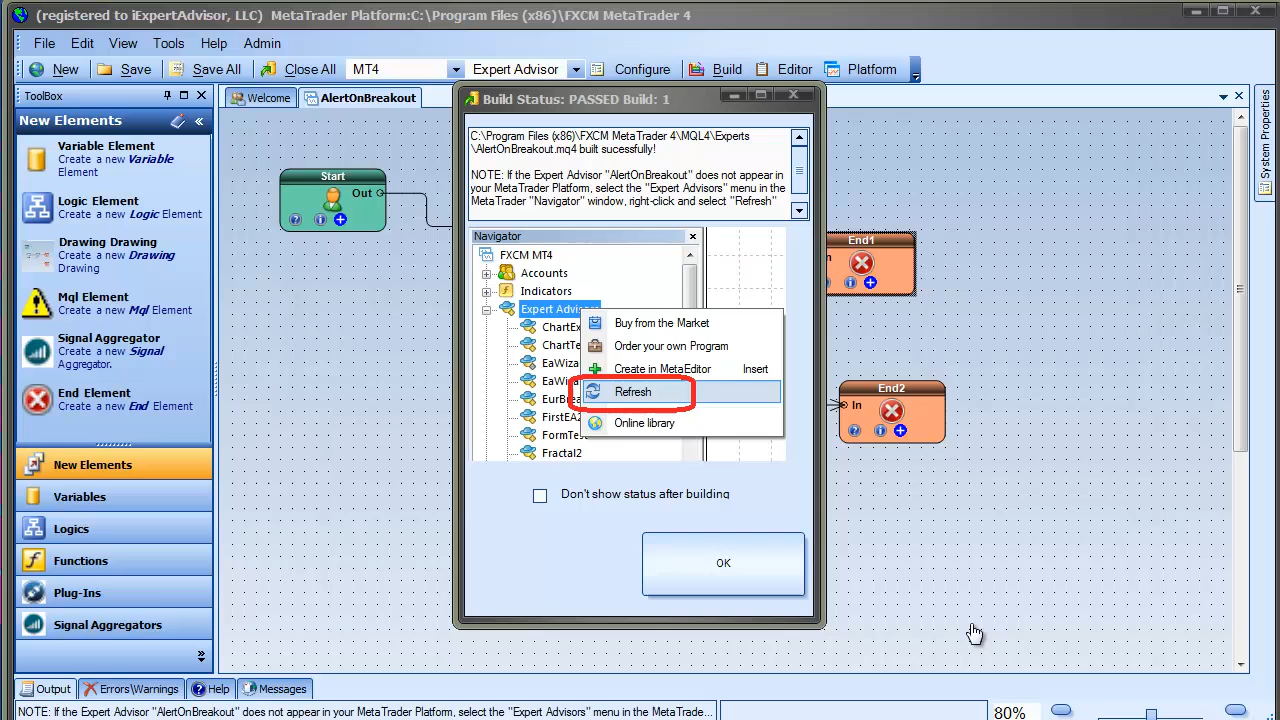 (registered to iExpertAdvisor, LLC) MetaTrader Platform:C:\Program Files (x86)\FXCM MetaTrader 4
File Edit View Tools Help Admin
New Save Save All Close All MT4 Expert Advisor Configure Build Editor Platform
ToolBox
Welcome AlertOnBreakout
New Elements
Variable Element
Create a new Variable
Element
Logic Element
Create a new Logic Element
Drawing Drawing
Create a new Drawing
Drawing
Mql Element
Create a new Mql Element
Signal Aggregator
Create a new Signal
Aggregator.
End Element
Create a new End Element
New Elements
Variables
Logics
Functions
Plug-Ins
Signal Aggregators
Start
Out
Build Status: PASSED Build: 1
C:\Program Files (x86)\FXCM MetaTrader 4\MQL4\Experts
\AlertOnBreakout.mq4 built sucessfully!
NOTE: If the Expert Advisor "AlertOnBreakout" does not appear in
your MetaTrader Platform, select the "Expert Advisors" menu in the
MetaTrader "Navigator" window, right-click and select "Refresh"
Navigator
FXCM MT4
Accounts
Indicators
Expert Advisors
ChartEx
ChartTe
EaWiza
EaWiza
EurBrea
FirstEA2
FormTest
Fractal2
Buy from the Market
Order your own Program
Create in MetaEditor Insert
Refresh
Online library
Don't show status after building
OK
End1
n
End2
In
System Properties
Output Errors\Warnings Help Messages
NOTE: If the Expert Advisor "AlertOnBreakout" does not appear in your MetaTrader Platform, select the "Expert Advisors" menu in the MetaTrade...
80%